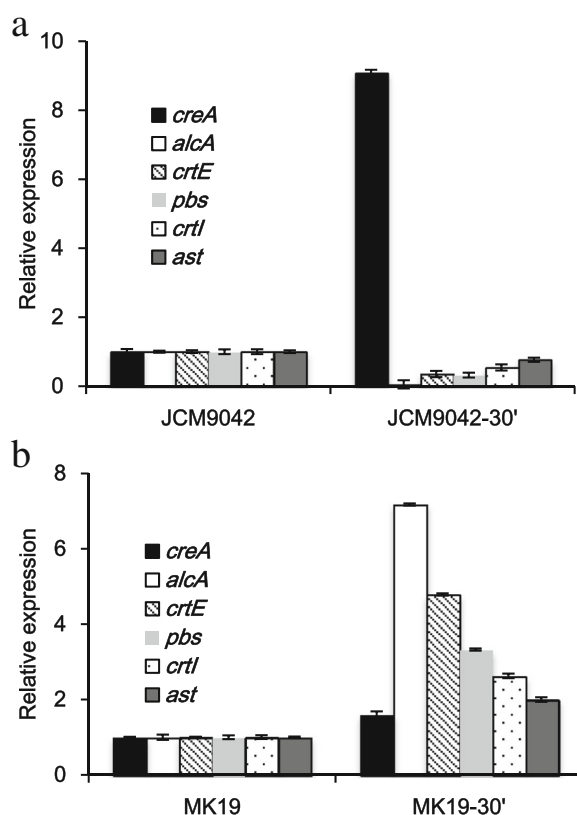 a
10
8
6
4
2
0
Relative expression
creA
alcA
crtE
pbs
crtI
ast
JCM9042
JCM9042-30'
b
8
6
4
2
0
Relative expression
creA
alcA
crtE
pbs
crtI
ast
MK19
MK19-30'